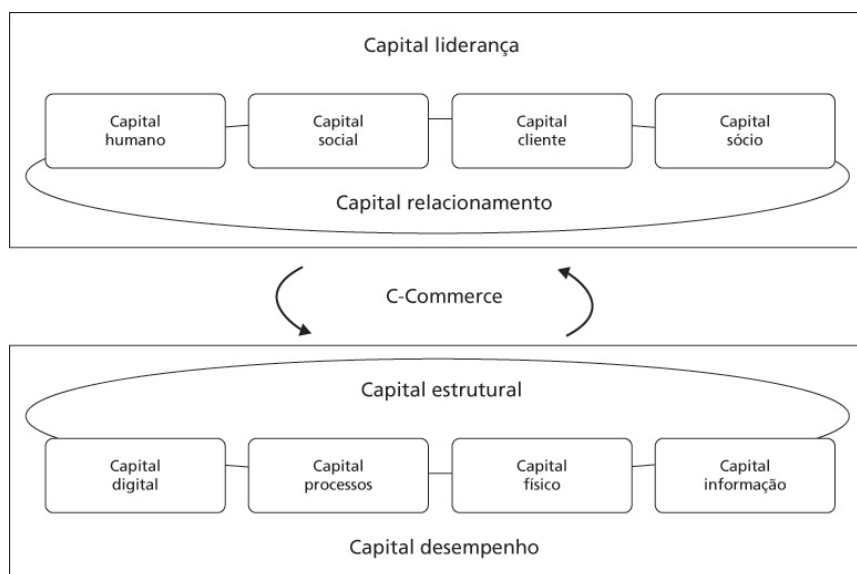 Capital liderança
Capital
humano
Capital
social
Capital
cliente
Capital
sócio
Capital relacionamento
C-Commerce
Capital estrutural
Capital
digital
Capital
processos
Capital
físico
Capital
informação
Capital desempenho